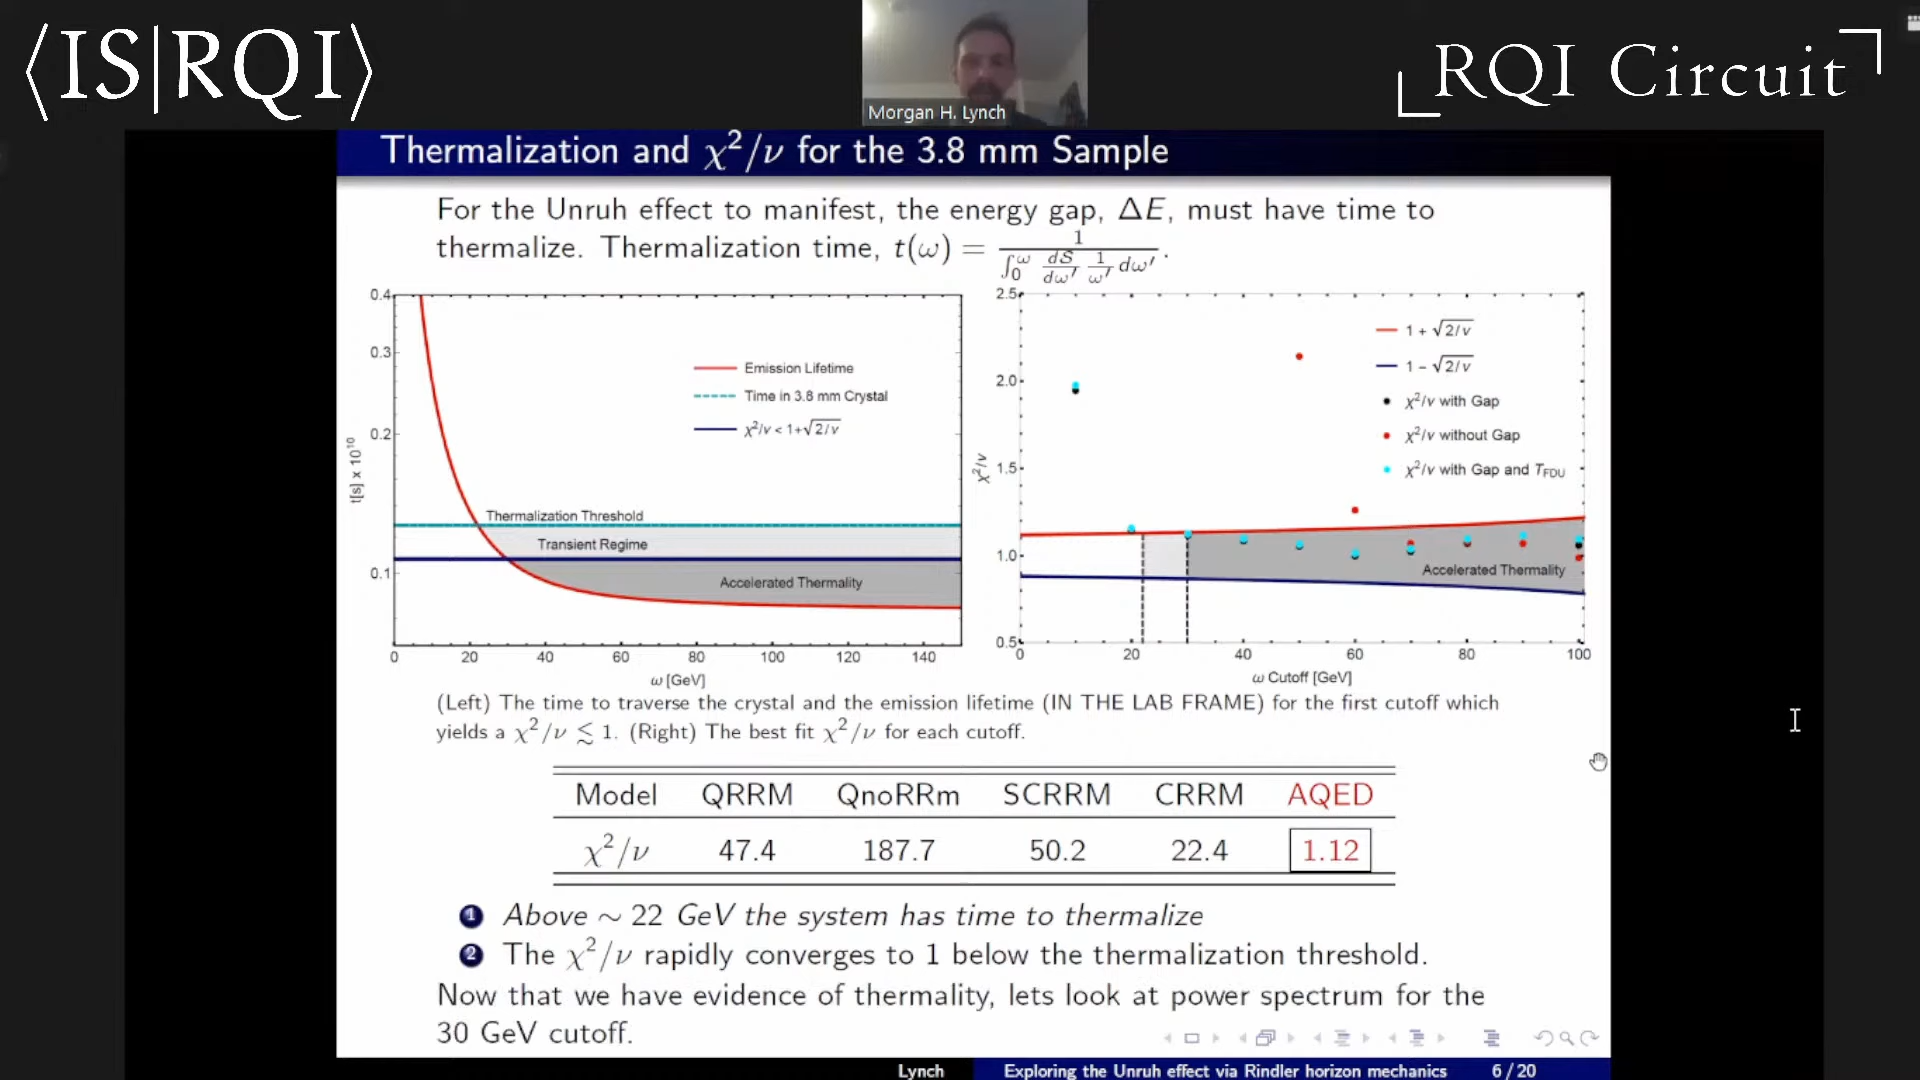 ⟨IS|RQI⟩
RQI Circuit
Morgan H. Lynch
Thermalization and χ²/ν for the 3.8 mm Sample
For the Unruh effect to manifest, the energy gap, ΔE, must have time to
thermalize. Thermalization time, t(ω) = 1 / ∫₀^ω dS/dω′ 1/ω′ dω′ .
0.4
0.3
0.2
0.1
t[s] x 10¹⁰
Emission Lifetime
Time in 3.8 mm Crystal
χ²/ν < 1+√2/ν
Thermalization Threshold
Transient Regime
Accelerated Thermality
0 20 40 60 80 100 120 140
ω [GeV]
2.5
2.0
1.5
1.0
0.5
χ²/ν
1 + √2/ν
1 − √2/ν
χ²/ν with Gap
χ²/ν without Gap
χ²/ν with Gap and T_FDU
Accelerated Thermality
0 20 40 60 80 100
ω Cutoff [GeV]
(Left) The time to traverse the crystal and the emission lifetime (IN THE LAB FRAME) for the first cutoff which
yields a χ²/ν ≲ 1. (Right) The best fit χ²/ν for each cutoff.
Model QRRM QnoRRm SCRRM CRRM AQED
χ²/ν 47.4 187.7 50.2 22.4 1.12
1 Above ∼ 22 GeV the system has time to thermalize
2 The χ²/ν rapidly converges to 1 below the thermalization threshold.
Now that we have evidence of thermality, lets look at power spectrum for the
30 GeV cutoff.
Lynch Exploring the Unruh effect via Rindler horizon mechanics 6 / 20